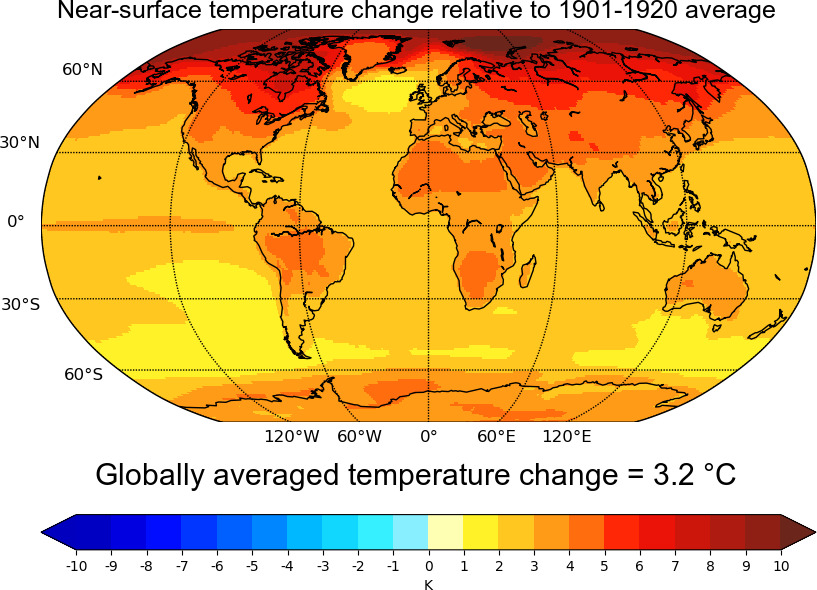 Near-surface temperature change relative to 1901-1920 average
60°N
30°N
0°
30°S
60°S
120°W 60°W 0° 60°E 120°E
Globally averaged temperature change = 3.2 °C
-10 -9 -8 -7 -6 -5 -4 -3 -2 -1 0 1 2 3 4 5 6 7 8 9 10
K